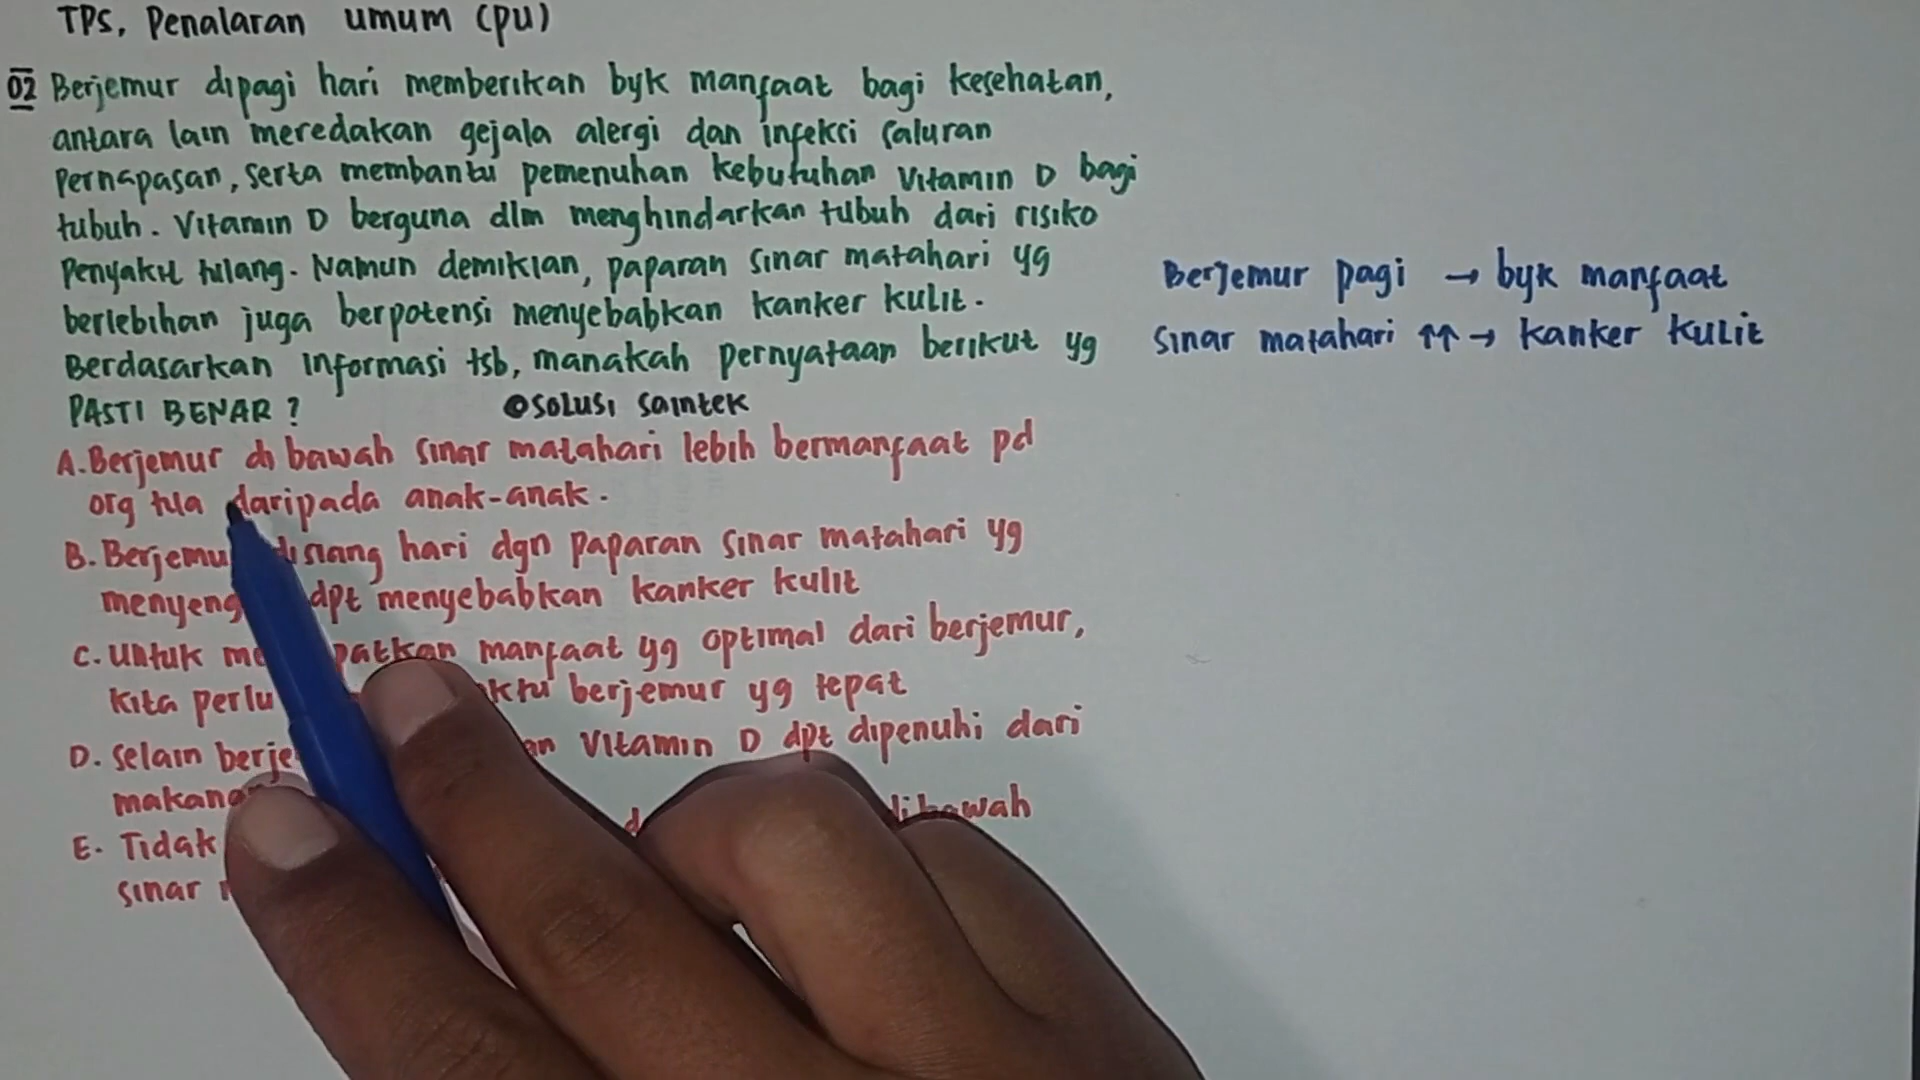 TPS, Penalaran umum (PU)
02 Berjemur dipagi hari memberikan byk manfaat bagi kesehatan,
antara lain meredakan gejala alergi dan infeksi saluran
Pernapasan, serta membantu pemenuhan kebutuhan Vitamin D bagi
tubuh. Vitamin D berguna dlm menghindarkan tubuh dari risiko
Penyakit tulang. Namun demikian, paparan sinar matahari yg
berlebihan juga berpotensi menyebabkan kanker kulit.
Berdasarkan informasi tsb, manakah pernyataan berikut yg
PASTI BENAR?
@solusi saintek
Berjemur pagi → byk manfaat
Sinar matahari ↑↑ → kanker kulit
A. Berjemur di bawah sinar matahari lebih bermanfaat pd
org tua daripada anak-anak.
B. Berjemu siang hari dgn paparan sinar matahari yg
menyeng dpt menyebabkan kanker kulit
C. Untuk me patkan manfaat yg optimal dari berjemur,
kita perlu ktu berjemur yg tepat
D. Selain berje an Vitamin D dpt dipenuhi dari
makanan
E. Tidak dibawah
sinar